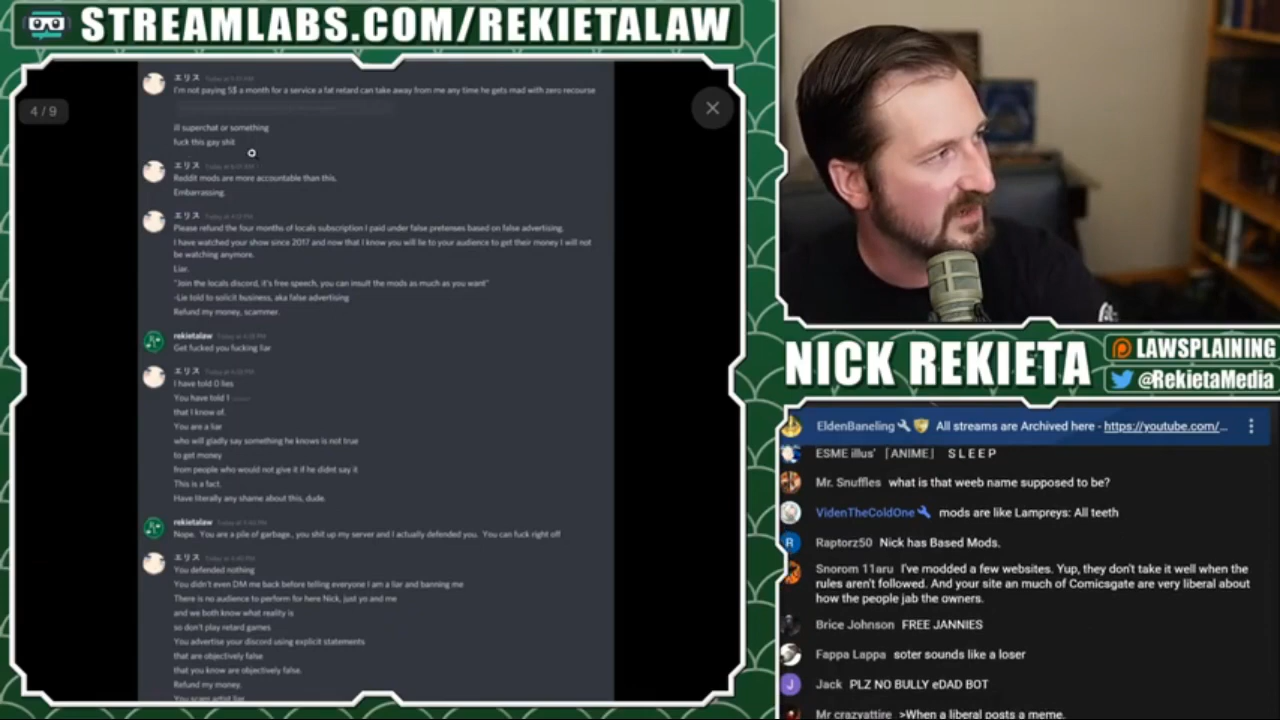 STREAMLABS.COM/REKIETALAW
4/9
エリス
I'm not paying 5$ a month for a service a fat retard can take away from me any time he gets mad with zero recourse
ill superchat or something
fuck this gay shit
エリス
Reddit mods are more accountable than this.
Embarrassing.
エリス
Please refund the four months of locals subscription I paid under false pretenses based on false advertising.
I have watched your show since 2017 and now that I know you will lie to your audience to get their money I will not
be watching anymore.
Liar.
"Join the locals discord, it's free speech, you can insult the mods as much as you want"
-Lie told to solicit business, aka false advertising
Refund my money, scammer.
rekietalaw
Get fucked you fucking liar
エリス
I have told 0 lies
You have told 1
that I know of.
You are a liar
who will gladly say something he knows is not true
to get money
from people who would not give it if he didnt say it
This is a fact.
Have literally any shame about this, dude.
rekietalaw
Nope. You are a pile of garbage, you shit up my server and I actually defended you. You can fuck right off
エリス
You defended nothing
You didn't even DM me back before telling everyone I am a liar and banning me
There is no audience to perform for here Nick, just yo and me
and we both know what reality is
so don't play retard games
You advertise your discord using explicit statements
that are objectively false
that you know are objectively false.
Refund my money,
You scam artist liar
NICK REKIETA
LAWSPLAINING
@RekietaMedia
EldenBaneling All streams are Archived here - https://youtube.com/...
ESME illus' 「ANIME」 S L E E P
Mr. Snuffles what is that weeb name supposed to be?
VidenTheColdOne mods are like Lampreys: All teeth
Raptorz50 Nick has Based Mods.
Snorom 11aru I've modded a few websites. Yup, they don't take it well when the
rules aren't followed. And your site an much of Comicsgate are very liberal about
how the people jab the owners.
Brice Johnson FREE JANNIES
Fappa Lappa soter sounds like a loser
Jack PLZ NO BULLY eDAD BOT
Mr crazyattire >When a liberal posts a meme.